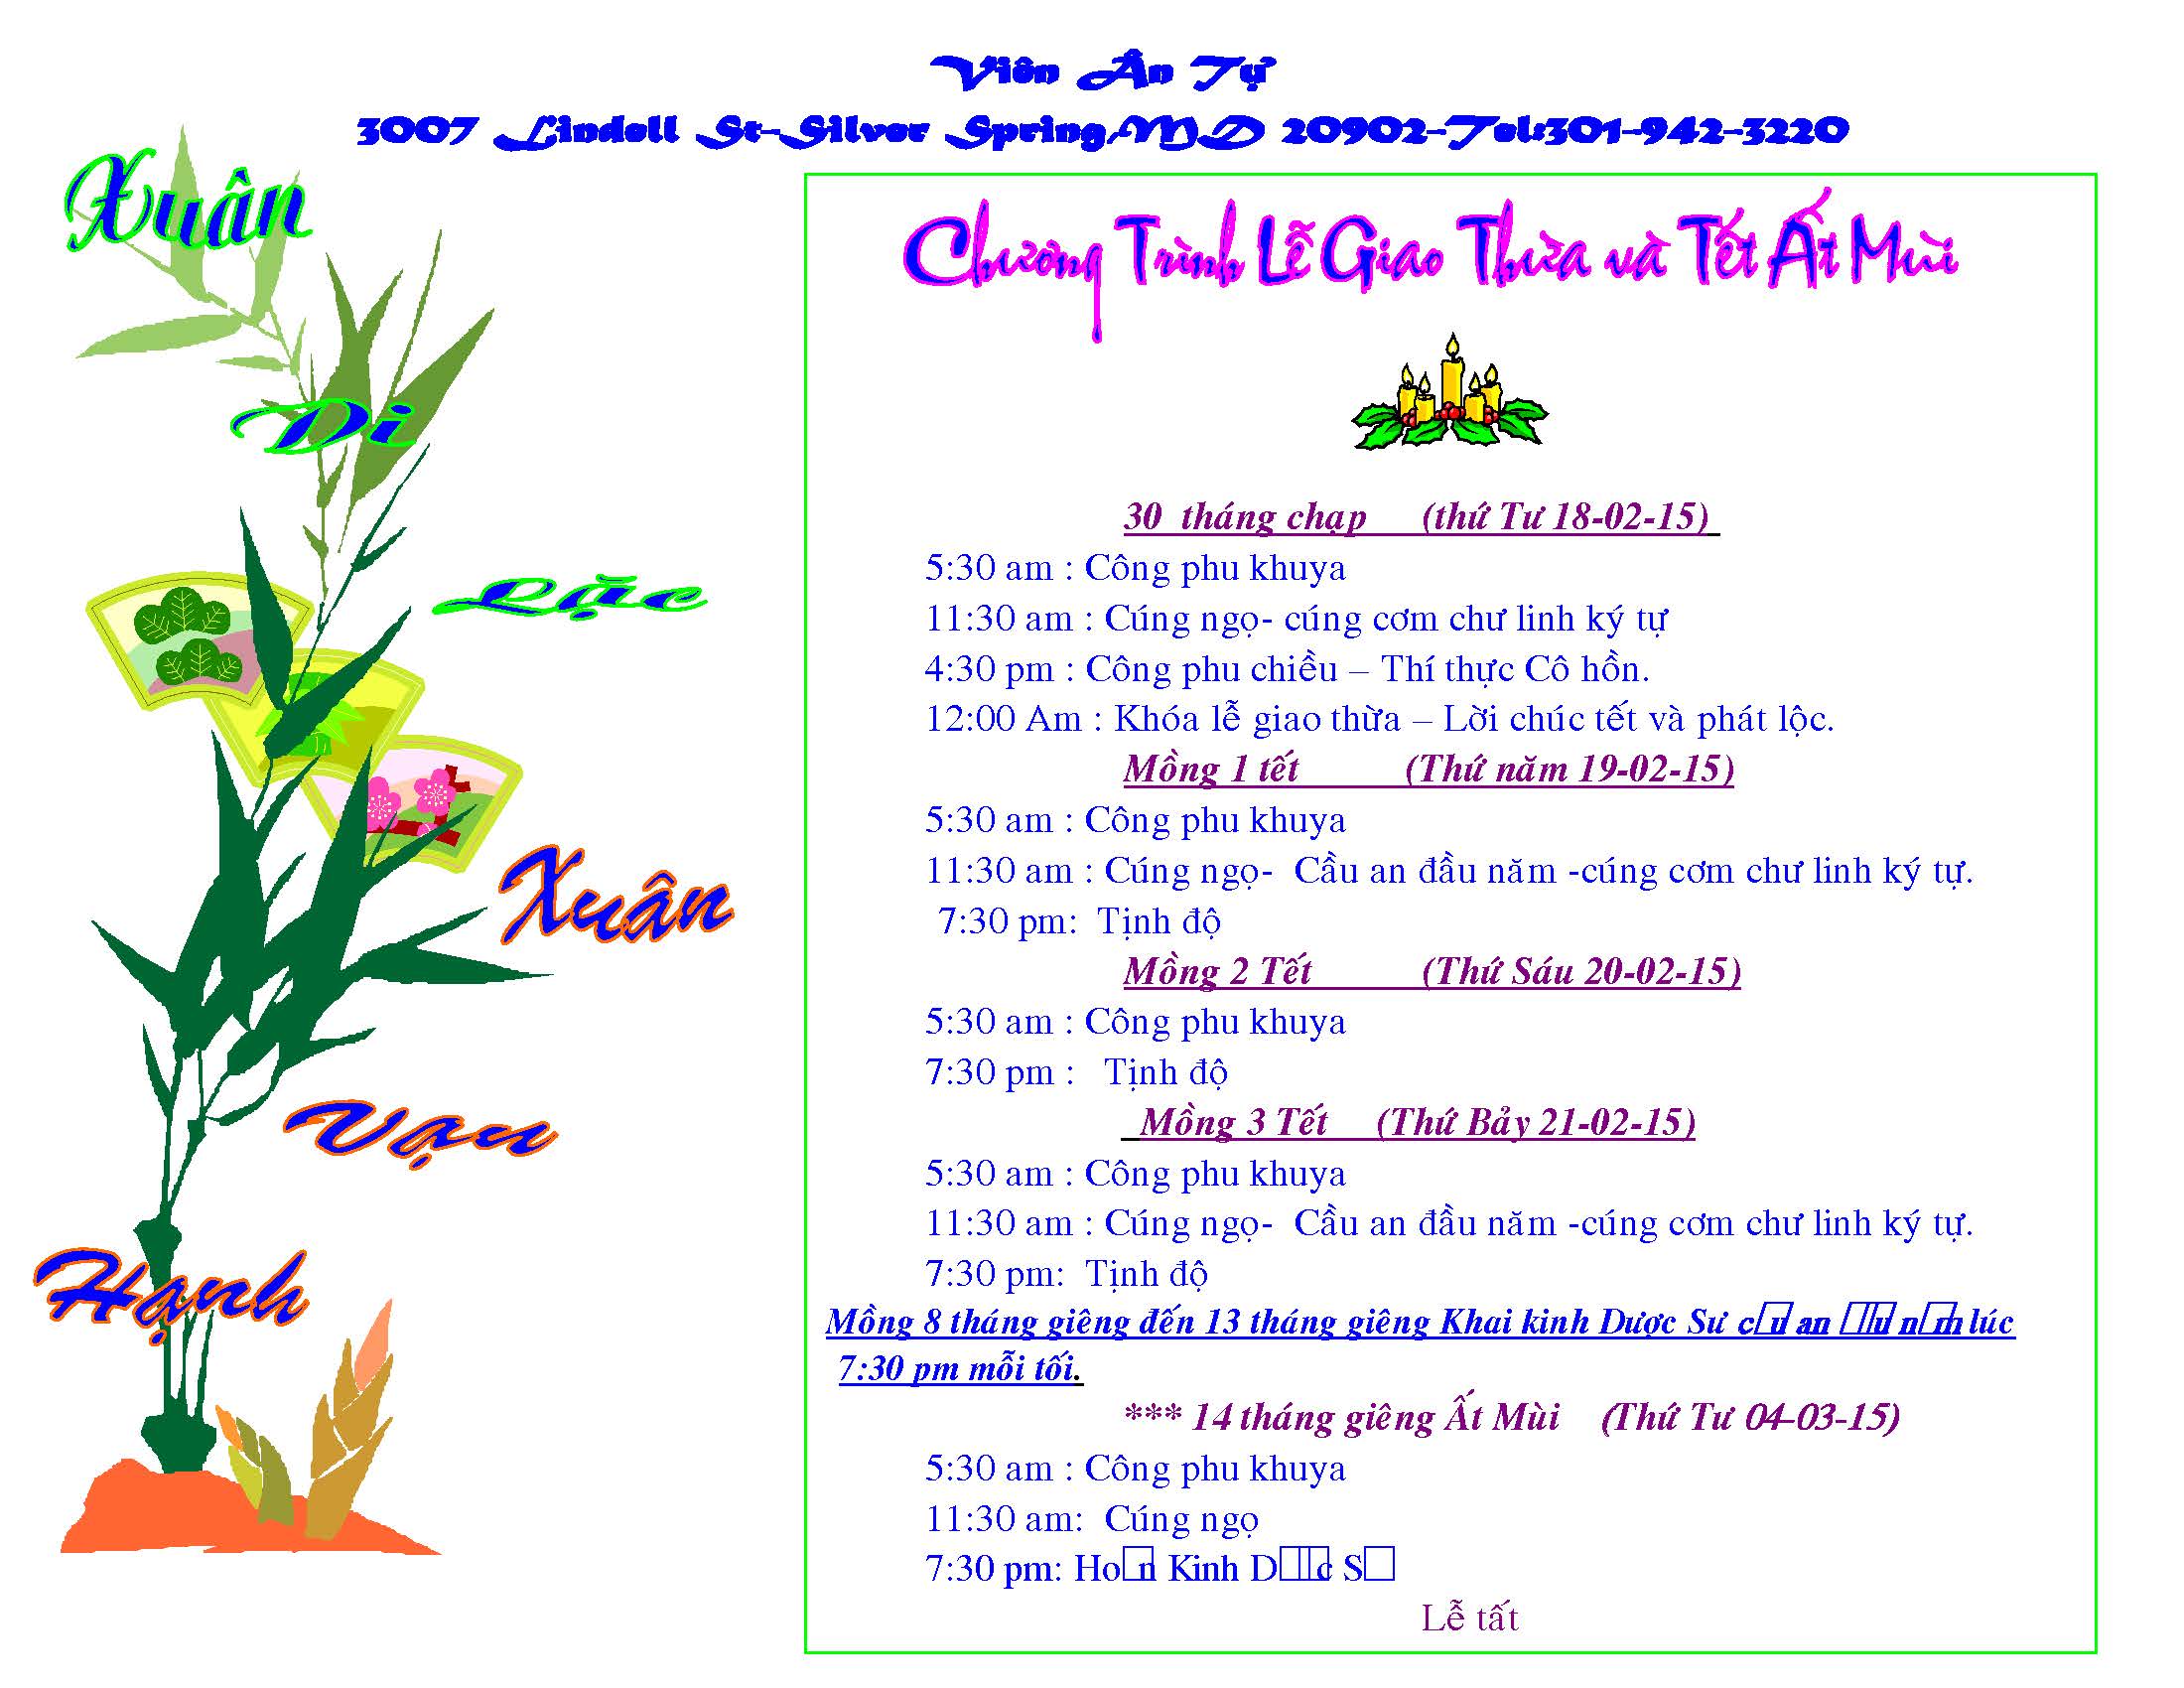 Viên Ân Tự
3007 Lindell St-Silver Spring,MD 20902-Tel:301-942-3220
Xuân
Di
Lặc
Xuân
Vạn
Hạnh
Chương Trình Lễ Giao Thừa và Tết Ất Mùi
30 tháng chạp (thứ Tư 18-02-15)
5:30 am : Công phu khuya
11:30 am : Cúng ngọ- cúng cơm chư linh ký tự
4:30 pm : Công phu chiều – Thí thực Cô hồn.
12:00 Am : Khóa lễ giao thừa – Lời chúc tết và phát lộc.
Mồng 1 tết (Thứ năm 19-02-15)
5:30 am : Công phu khuya
11:30 am : Cúng ngọ- Cầu an đầu năm -cúng cơm chư linh ký tự.
7:30 pm: Tịnh độ
Mồng 2 Tết (Thứ Sáu 20-02-15)
5:30 am : Công phu khuya
7:30 pm : Tịnh độ
Mồng 3 Tết (Thứ Bảy 21-02-15)
5:30 am : Công phu khuya
11:30 am : Cúng ngọ- Cầu an đầu năm -cúng cơm chư linh ký tự.
7:30 pm: Tịnh độ
Mồng 8 tháng giêng đến 13 tháng giêng Khai kinh Dược Sư an lúc
7:30 pm mỗi tối.
*** 14 tháng giêng Ất Mùi (Thứ Tư 04-03-15)
5:30 am : Công phu khuya
11:30 am: Cúng ngọ
7:30 pm: Kinh
Lễ tất